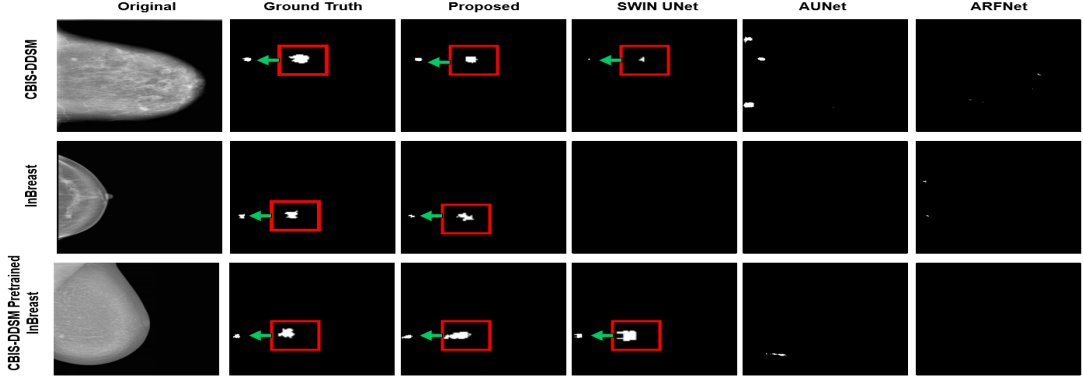 Original Ground Truth Proposed SWIN UNet AUNet ARFNet
CBIS-DDSM
InBreast
CBIS-DDSM Pretrained
InBreast